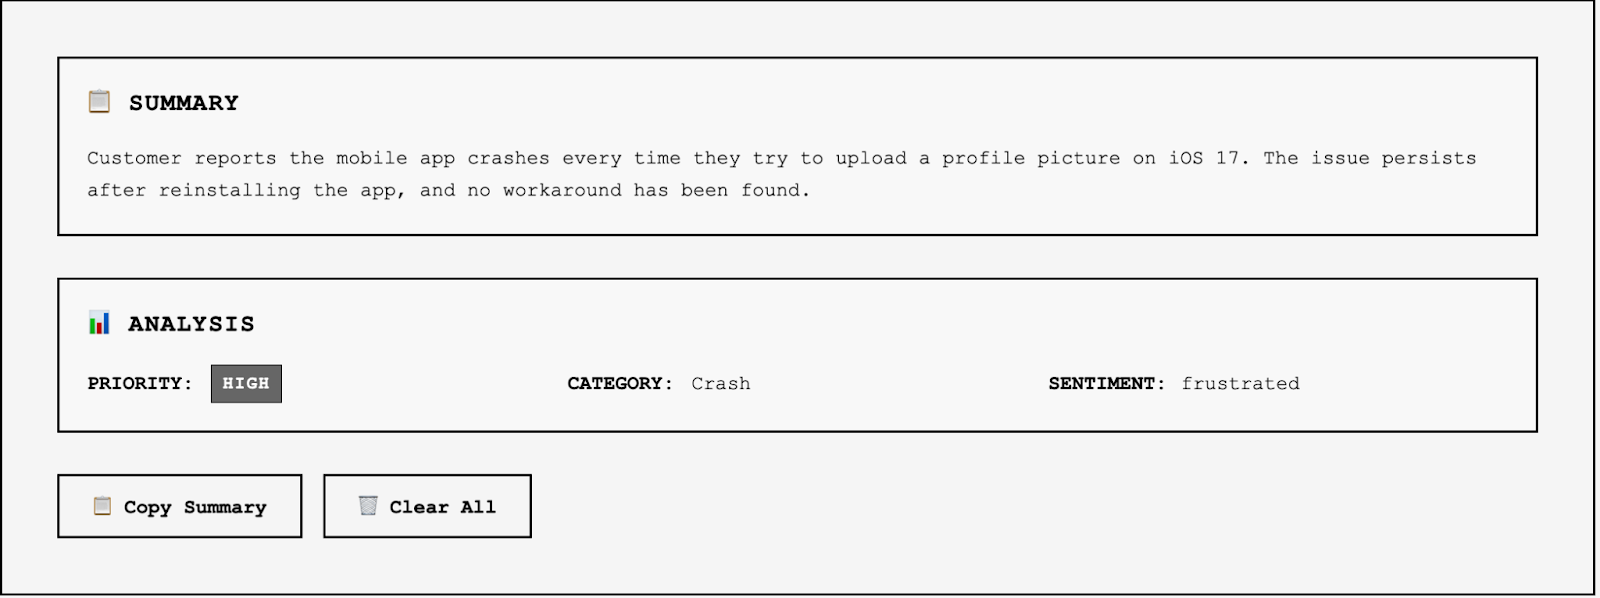 📋 SUMMARY
Customer reports the mobile app crashes every time they try to upload a profile picture on iOS 17. The issue persists
after reinstalling the app, and no workaround has been found.
📊 ANALYSIS
PRIORITY: HIGH CATEGORY: Crash SENTIMENT: frustrated
📋 Copy Summary 🗑️ Clear All